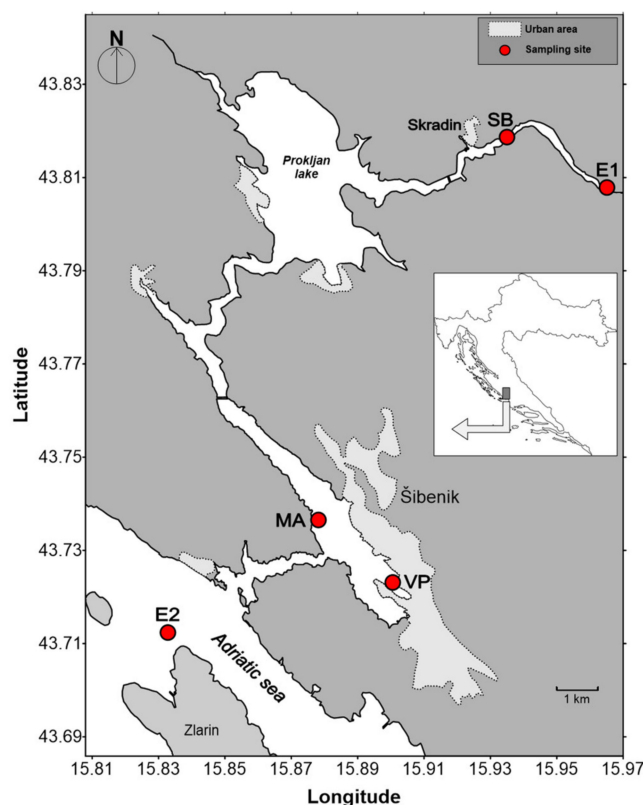 N
Urban area
Sampling site
43.83
43.81
43.79
43.77
43.75
43.73
43.71
43.69
Latitude
Skradin
SB
E1
Prokljan
lake
Šibenik
MA
VP
E2
Adriatic sea
Zlarin
1 km
15.81
15.83
15.85
15.87
15.89
15.91
15.93
15.95
15.97
Longitude